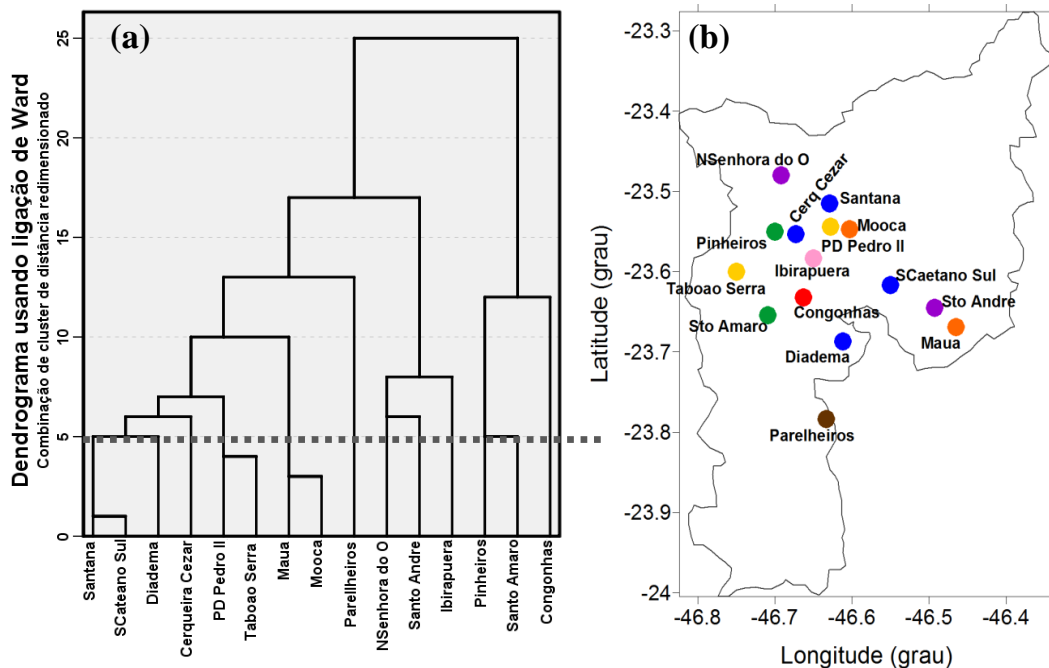 (a)
Dendrograma usando ligação de Ward
Combinação de cluster de distância redimensionado
25
20
15
10
5
0
Santana
SCateano Sul
Diadema
Cerqueira Cezar
PD Pedro II
Taboao Serra
Maua
Mooca
Parellheiros
NSenhora do O
Santo Andre
Ibirapuera
Pinheiros
Santo Amaro
Congonhas
(b)
Latitude (grau)
-23.3
-23.4
-23.5
-23.6
-23.7
-23.8
-23.9
-24
NSenhora do O
Cerq Cezar
Santana
Mooca
Pinheiros
PD Pedro II
Ibirapuera
SCaetano Sul
Taboao Serra
Sto Andre
Congonhas
Sto Amaro
Maua
Diadema
Parelheiros
-46.8
-46.7
-46.6
-46.5
-46.4
Longitude (grau)